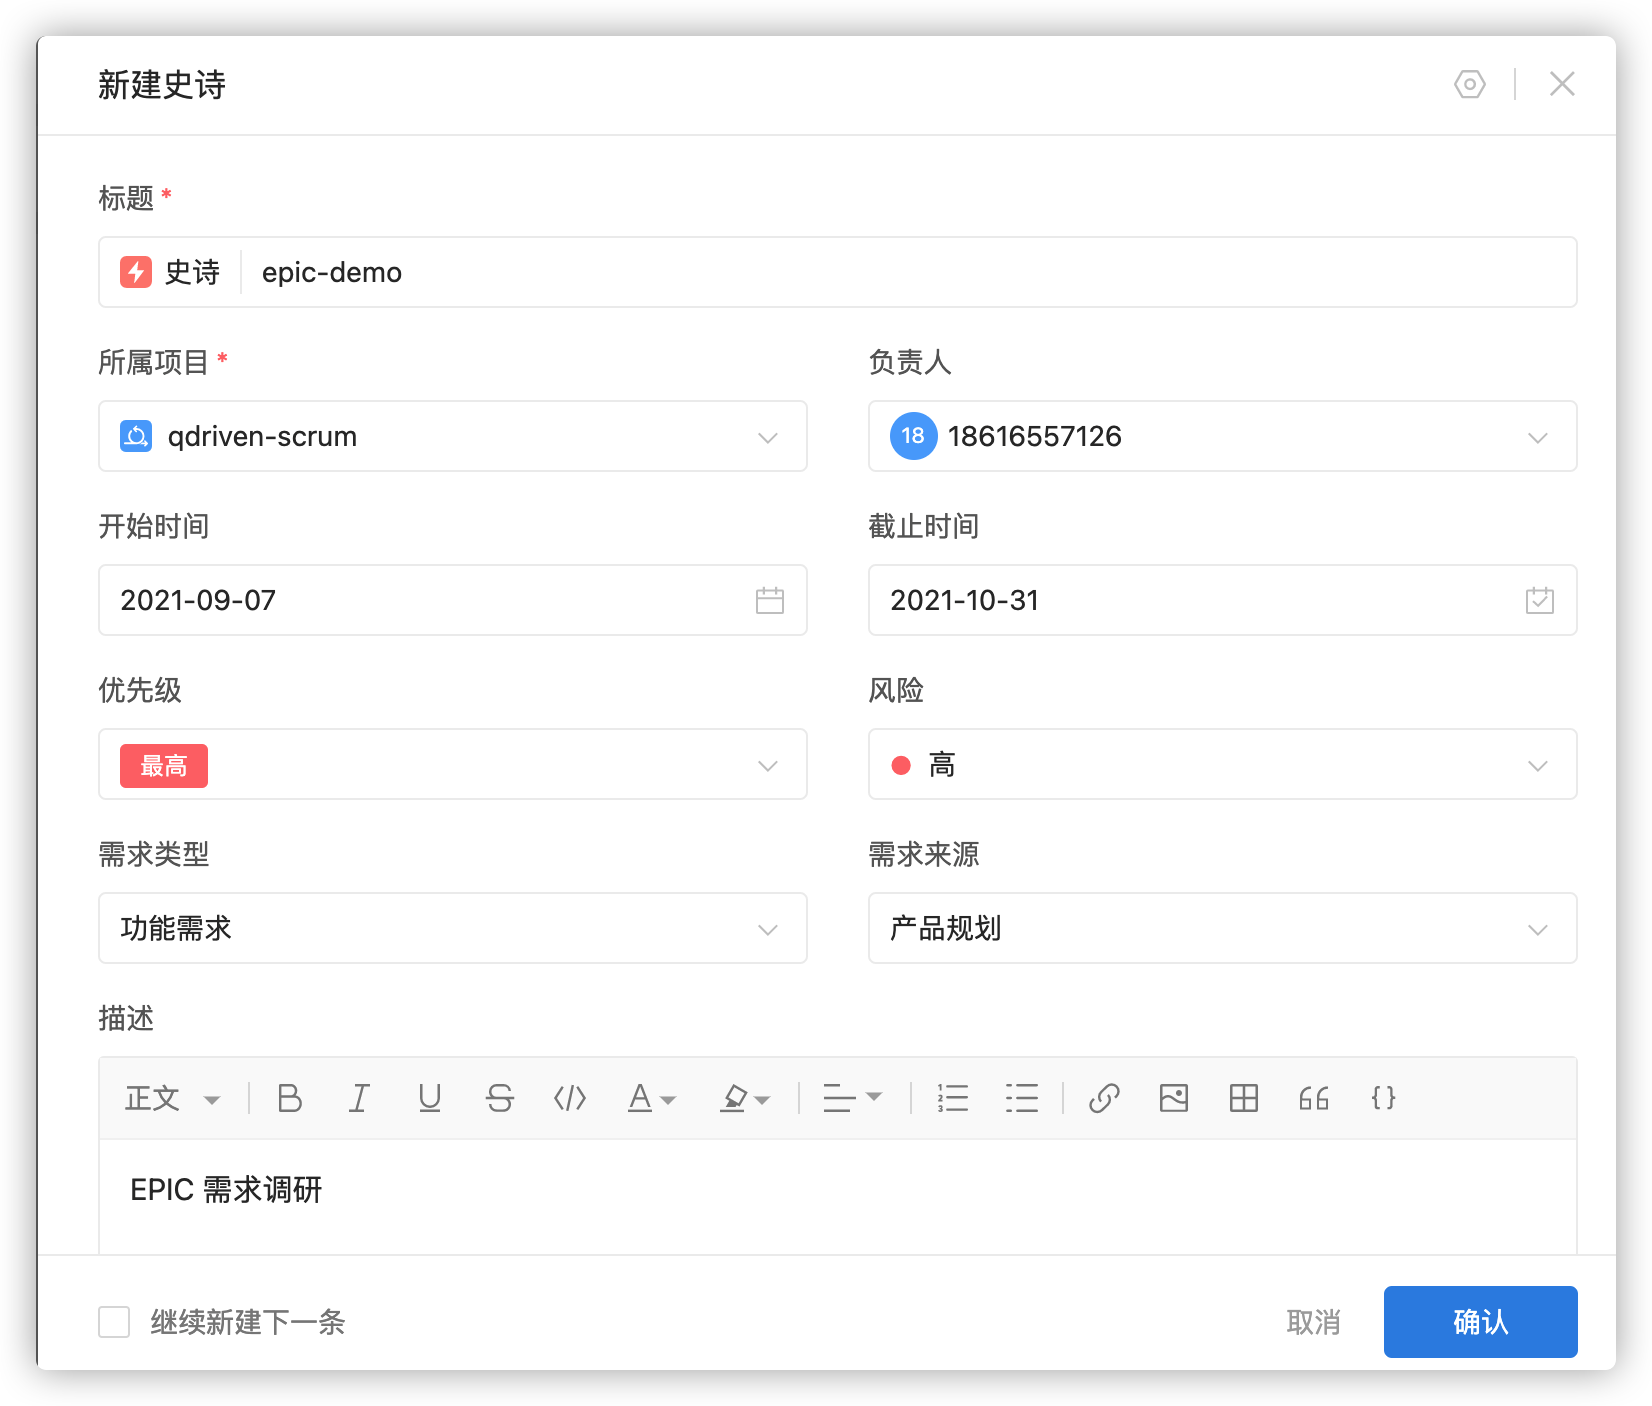 新建史诗
标题 *
史诗 epic-demo
所属项目 * 负责人
qdriven-scrum 18 18616557126
开始时间 截止时间
2021-09-07 2021-10-31
优先级 风险
最高 高
需求类型 需求来源
功能需求 产品规划
描述
正文 B I U S </> A
EPIC 需求调研
继续新建下一条 取消 确认